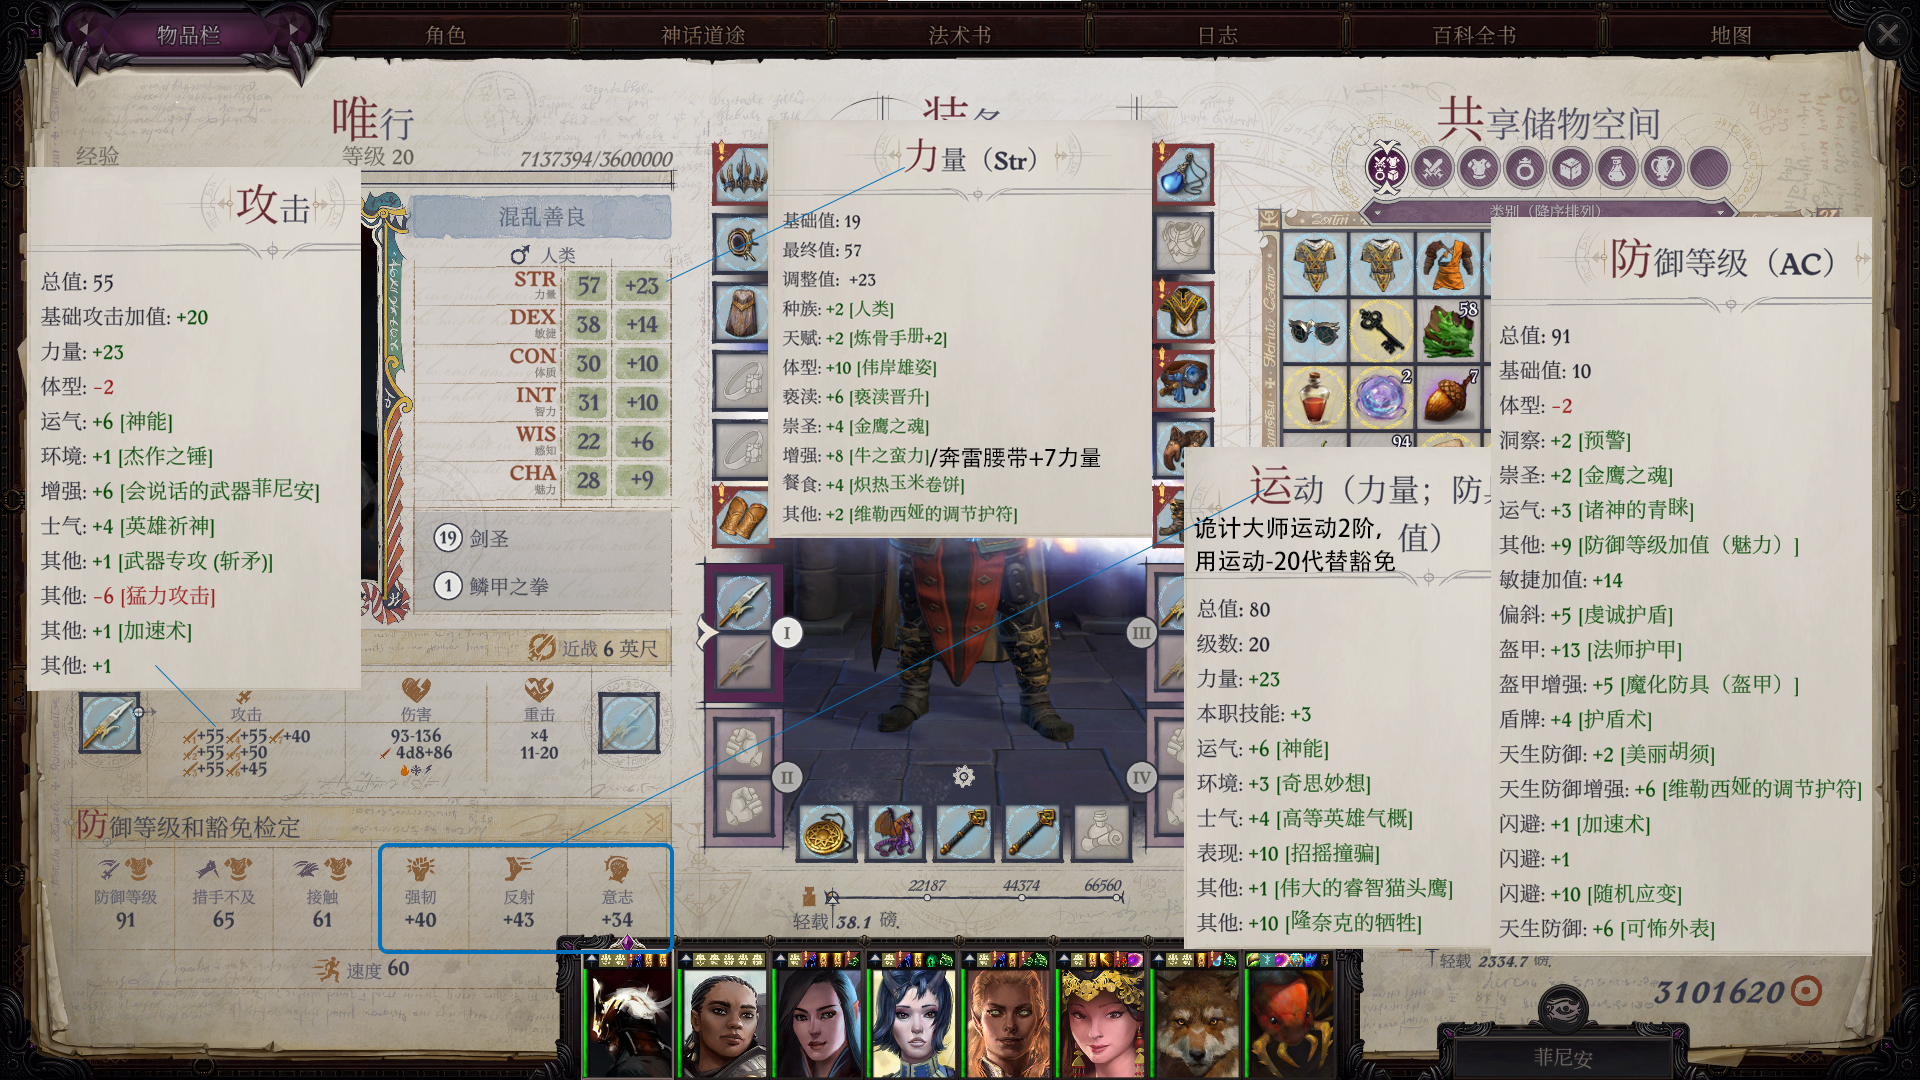 物品栏
角色
神话道途
法术书
日志
百科全书
地图
唯行
经验
等级 20
7137394/3600000
攻击
总值: 55
基础攻击加值: +20
力量: +23
体型: -2
运气: +6 [神能]
环境: +1 [杰作之锤]
增强: +6 [会说话的武器菲尼安]
士气: +4 [英雄祈神]
其他: +1 [武器专攻 (斩矛)]
其他: -6 [猛力攻击]
其他: +1 [加速术]
其他: +1
混乱善良
人类
STR 力量 57 +23
DEX 敏捷 38 +14
CON 体质 30 +10
INT 智力 31 +10
WIS 感知 22 +6
CHA 魅力 28 +9
19 剑圣
1 鳞甲之拳
近战 6 英尺
攻击
+55 +55 +40
+55 +50
+55 +45
伤害
93-136
4d8+86
重击
×4
11-20
防御等级和豁免检定
防御等级 91
措手不及 65
接触 61
强韧 +40
反射 +43
意志 +34
速度 60
力量（Str）
基础值: 19
最终值: 57
调整值: +23
种族: +2 [人类]
天赋: +2 [炼骨手册+2]
体型: +10 [伟岸雄姿]
亵渎: +6 [亵渎晋升]
崇圣: +4 [金鹰之魂]
增强: +8 [牛之蛮力]/奔雷腰带+7力量
餐食: +4 [炽热玉米卷饼]
其他: +2 [维勒西娅的调节护符]
I
II
III
IV
22187
44374
66560
轻载 38.1 磅.
共享储物空间
类别（降序排列）
58
2
7
94
运动（力量；防
值）
诡计大师运动2阶，
用运动-20代替豁免
总值: 80
级数: 20
力量: +23
本职技能: +3
运气: +6 [神能]
环境: +3 [奇思妙想]
士气: +4 [高等英雄气概]
表现: +10 [招摇撞骗]
其他: +1 [伟大的睿智猫头鹰]
其他: +10 [隆奈克的牺牲]
防御等级（AC）
总值: 91
基础值: 10
体型: -2
洞察: +2 [预警]
崇圣: +2 [金鹰之魂]
运气: +3 [诸神的青睐]
其他: +9 [防御等级加值（魅力）]
敏捷加值: +14
偏斜: +5 [虔诚护盾]
盔甲: +13 [法师护甲]
盔甲增强: +5 [魔化防具（盔甲）]
盾牌: +4 [护盾术]
天生防御: +2 [美丽胡须]
天生防御增强: +6 [维勒西娅的调节护符]
闪避: +1 [加速术]
闪避: +1
闪避: +10 [随机应变]
天生防御: +6 [可怖外表]
轻载 2334.7 磅.
3101620
菲尼安